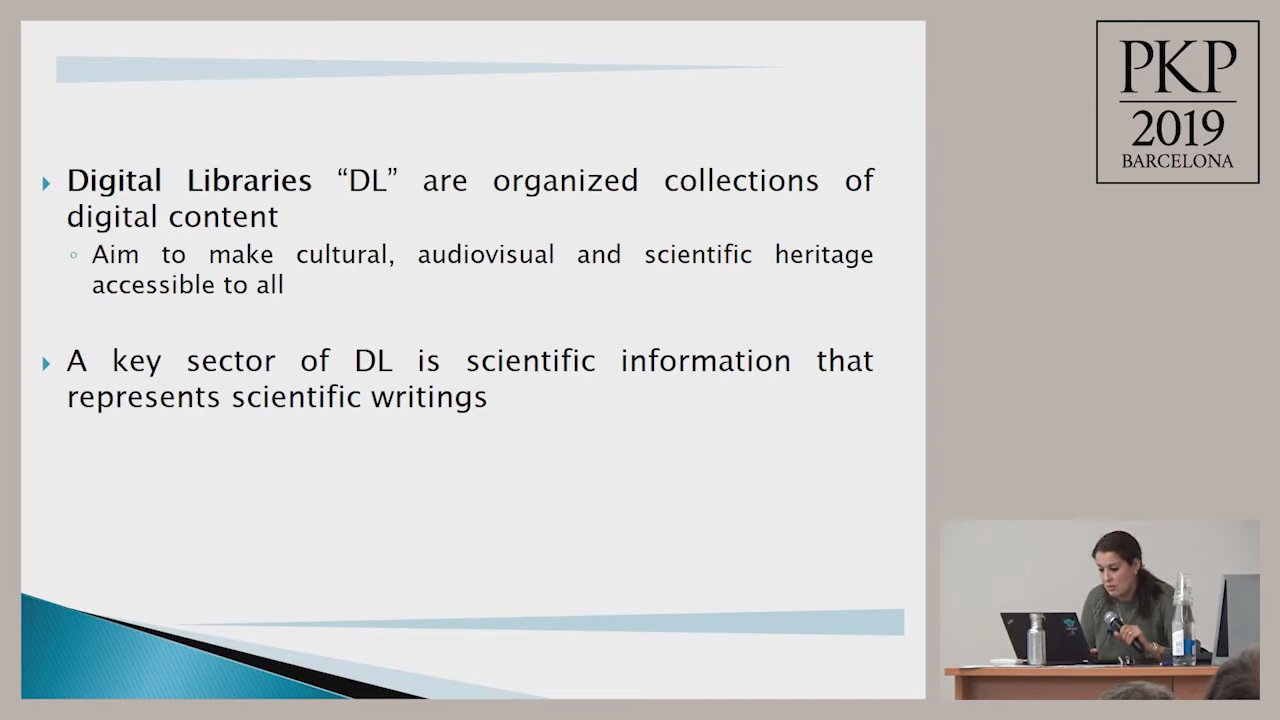 Digital Libraries “DL” are organized collections of
digital content
Aim to make cultural, audiovisual and scientific heritage
accessible to all
A key sector of DL is scientific information that
represents scientific writings
PKP
2019
BARCELONA